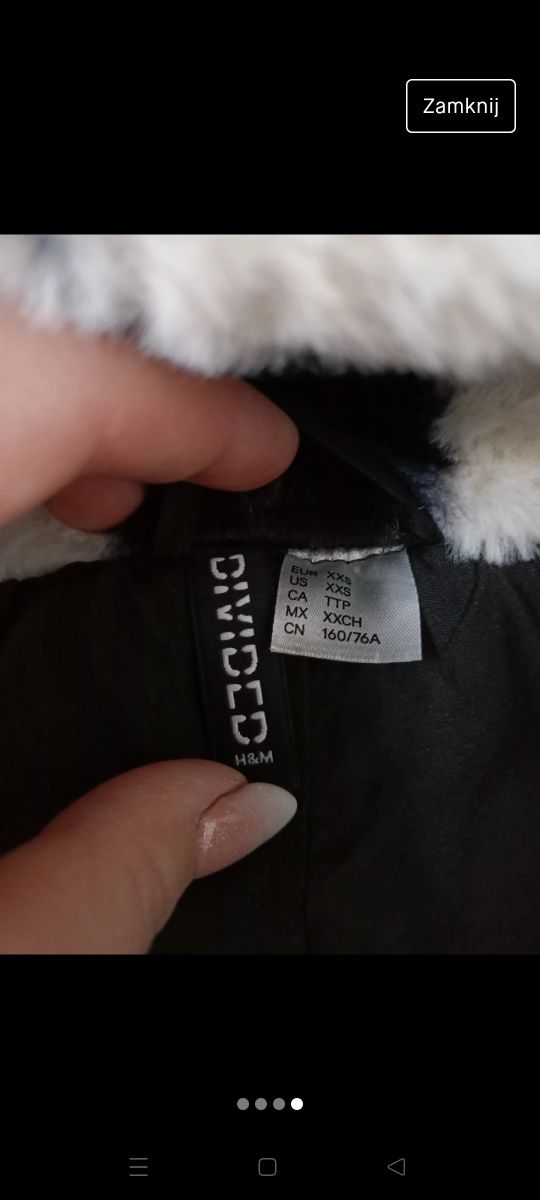 Zamknij
DIVIDED
H&M
EUR XXS
US XXS
CA TTP
MX XXCH
CN 160/76A